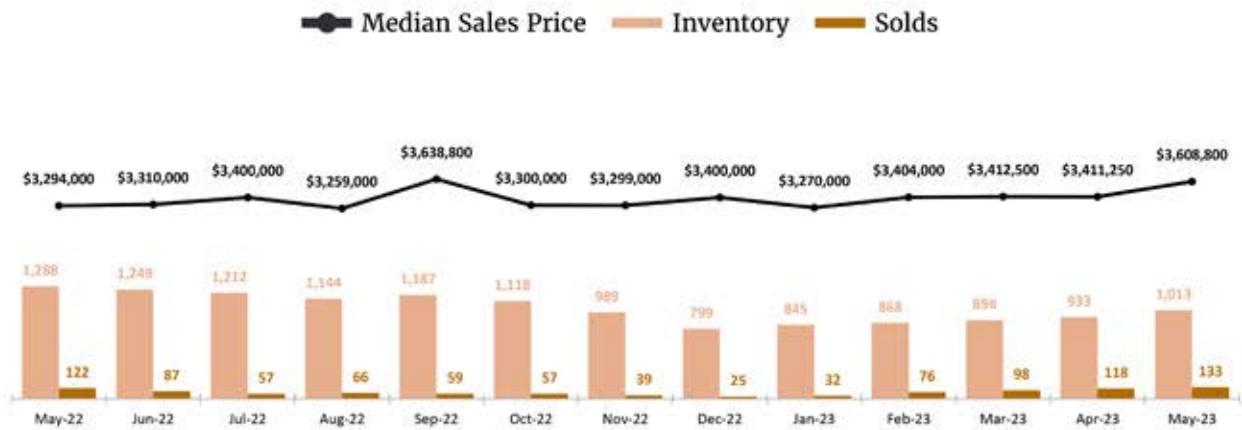 Median Sales Price Inventory Solds
$3,294,000 $3,310,000 $3,400,000 $3,259,000 $3,638,800 $3,300,000 $3,299,000 $3,400,000 $3,270,000 $3,404,000 $3,412,500 $3,411,250 $3,608,800
1,288 1,249 1,212 1,144 1,187 1,118 989 799 845 868 898 933 1,013
122 87 57 66 59 57 39 25 32 76 98 118 133
May-22 Jun-22 Jul-22 Aug-22 Sep-22 Oct-22 Nov-22 Dec-22 Jan-23 Feb-23 Mar-23 Apr-23 May-23